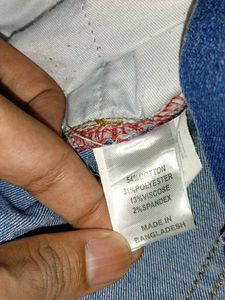 54%COTTON
31%POLYESTER
13%VISCOSE
2%SPANDEX
MADE IN
BANGLADESH